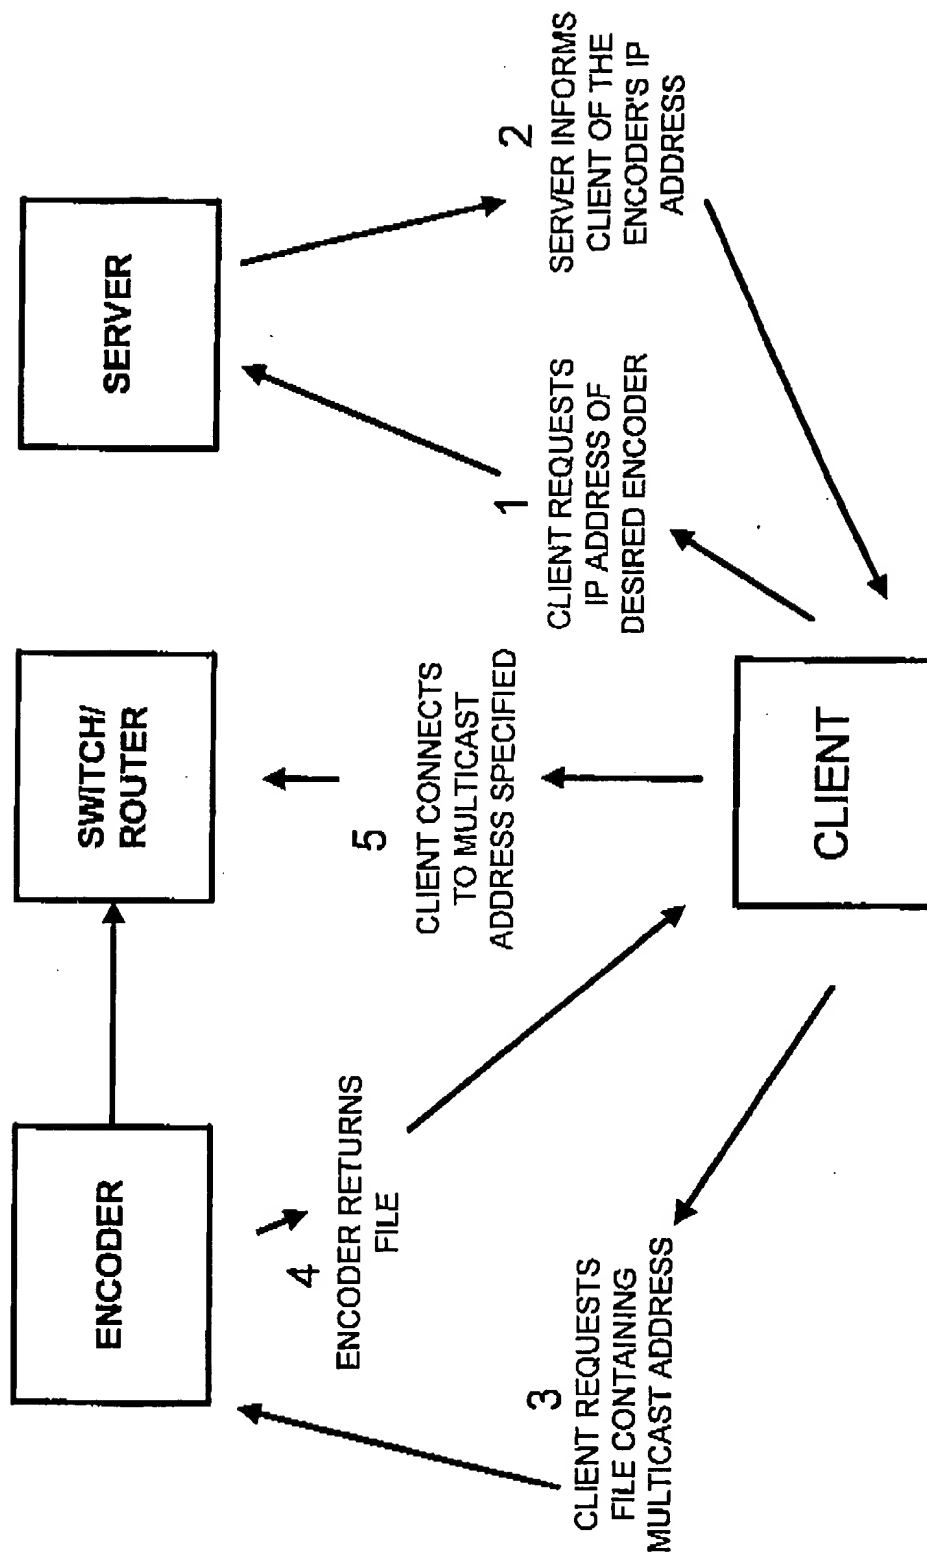 ENCODER
SWITCH/
ROUTER
SERVER
4
ENCODER RETURNS
FILE
5
CLIENT CONNECTS
TO MULTICAST
ADDRESS SPECIFIED
1
CLIENT REQUESTS
IP ADDRESS OF
DESIRED ENCODER
2
SERVER INFORMS
CLIENT OF THE
ENCODER'S IP
ADDRESS
3
CLIENT REQUESTS
FILE CONTAINING
MULTICAST ADDRESS
CLIENT